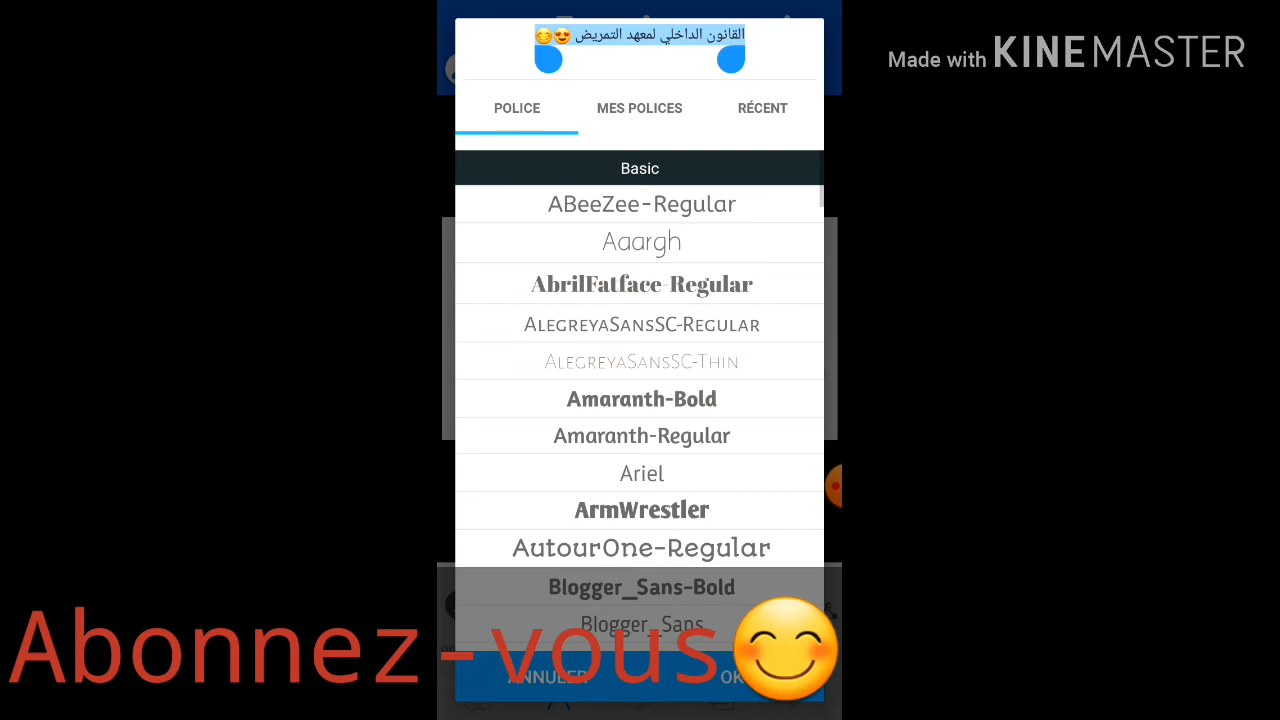 القانون الداخلي لمعهد التمريض 😍😊
Made with KINEMASTER
POLICE MES POLICES RÉCENT
Basic
ABeeZee-Regular
Aaargh
AbrilFatface-Regular
AlegreyaSansSC-Regular
AlegreyaSansSC-Thin
Amaranth-Bold
Amaranth-Regular
Ariel
ArmWrestler
AutourOne-Regular
Blogger_Sans-Bold
Blogger_Sans
Abonnez-vous😊
ANNULER OK